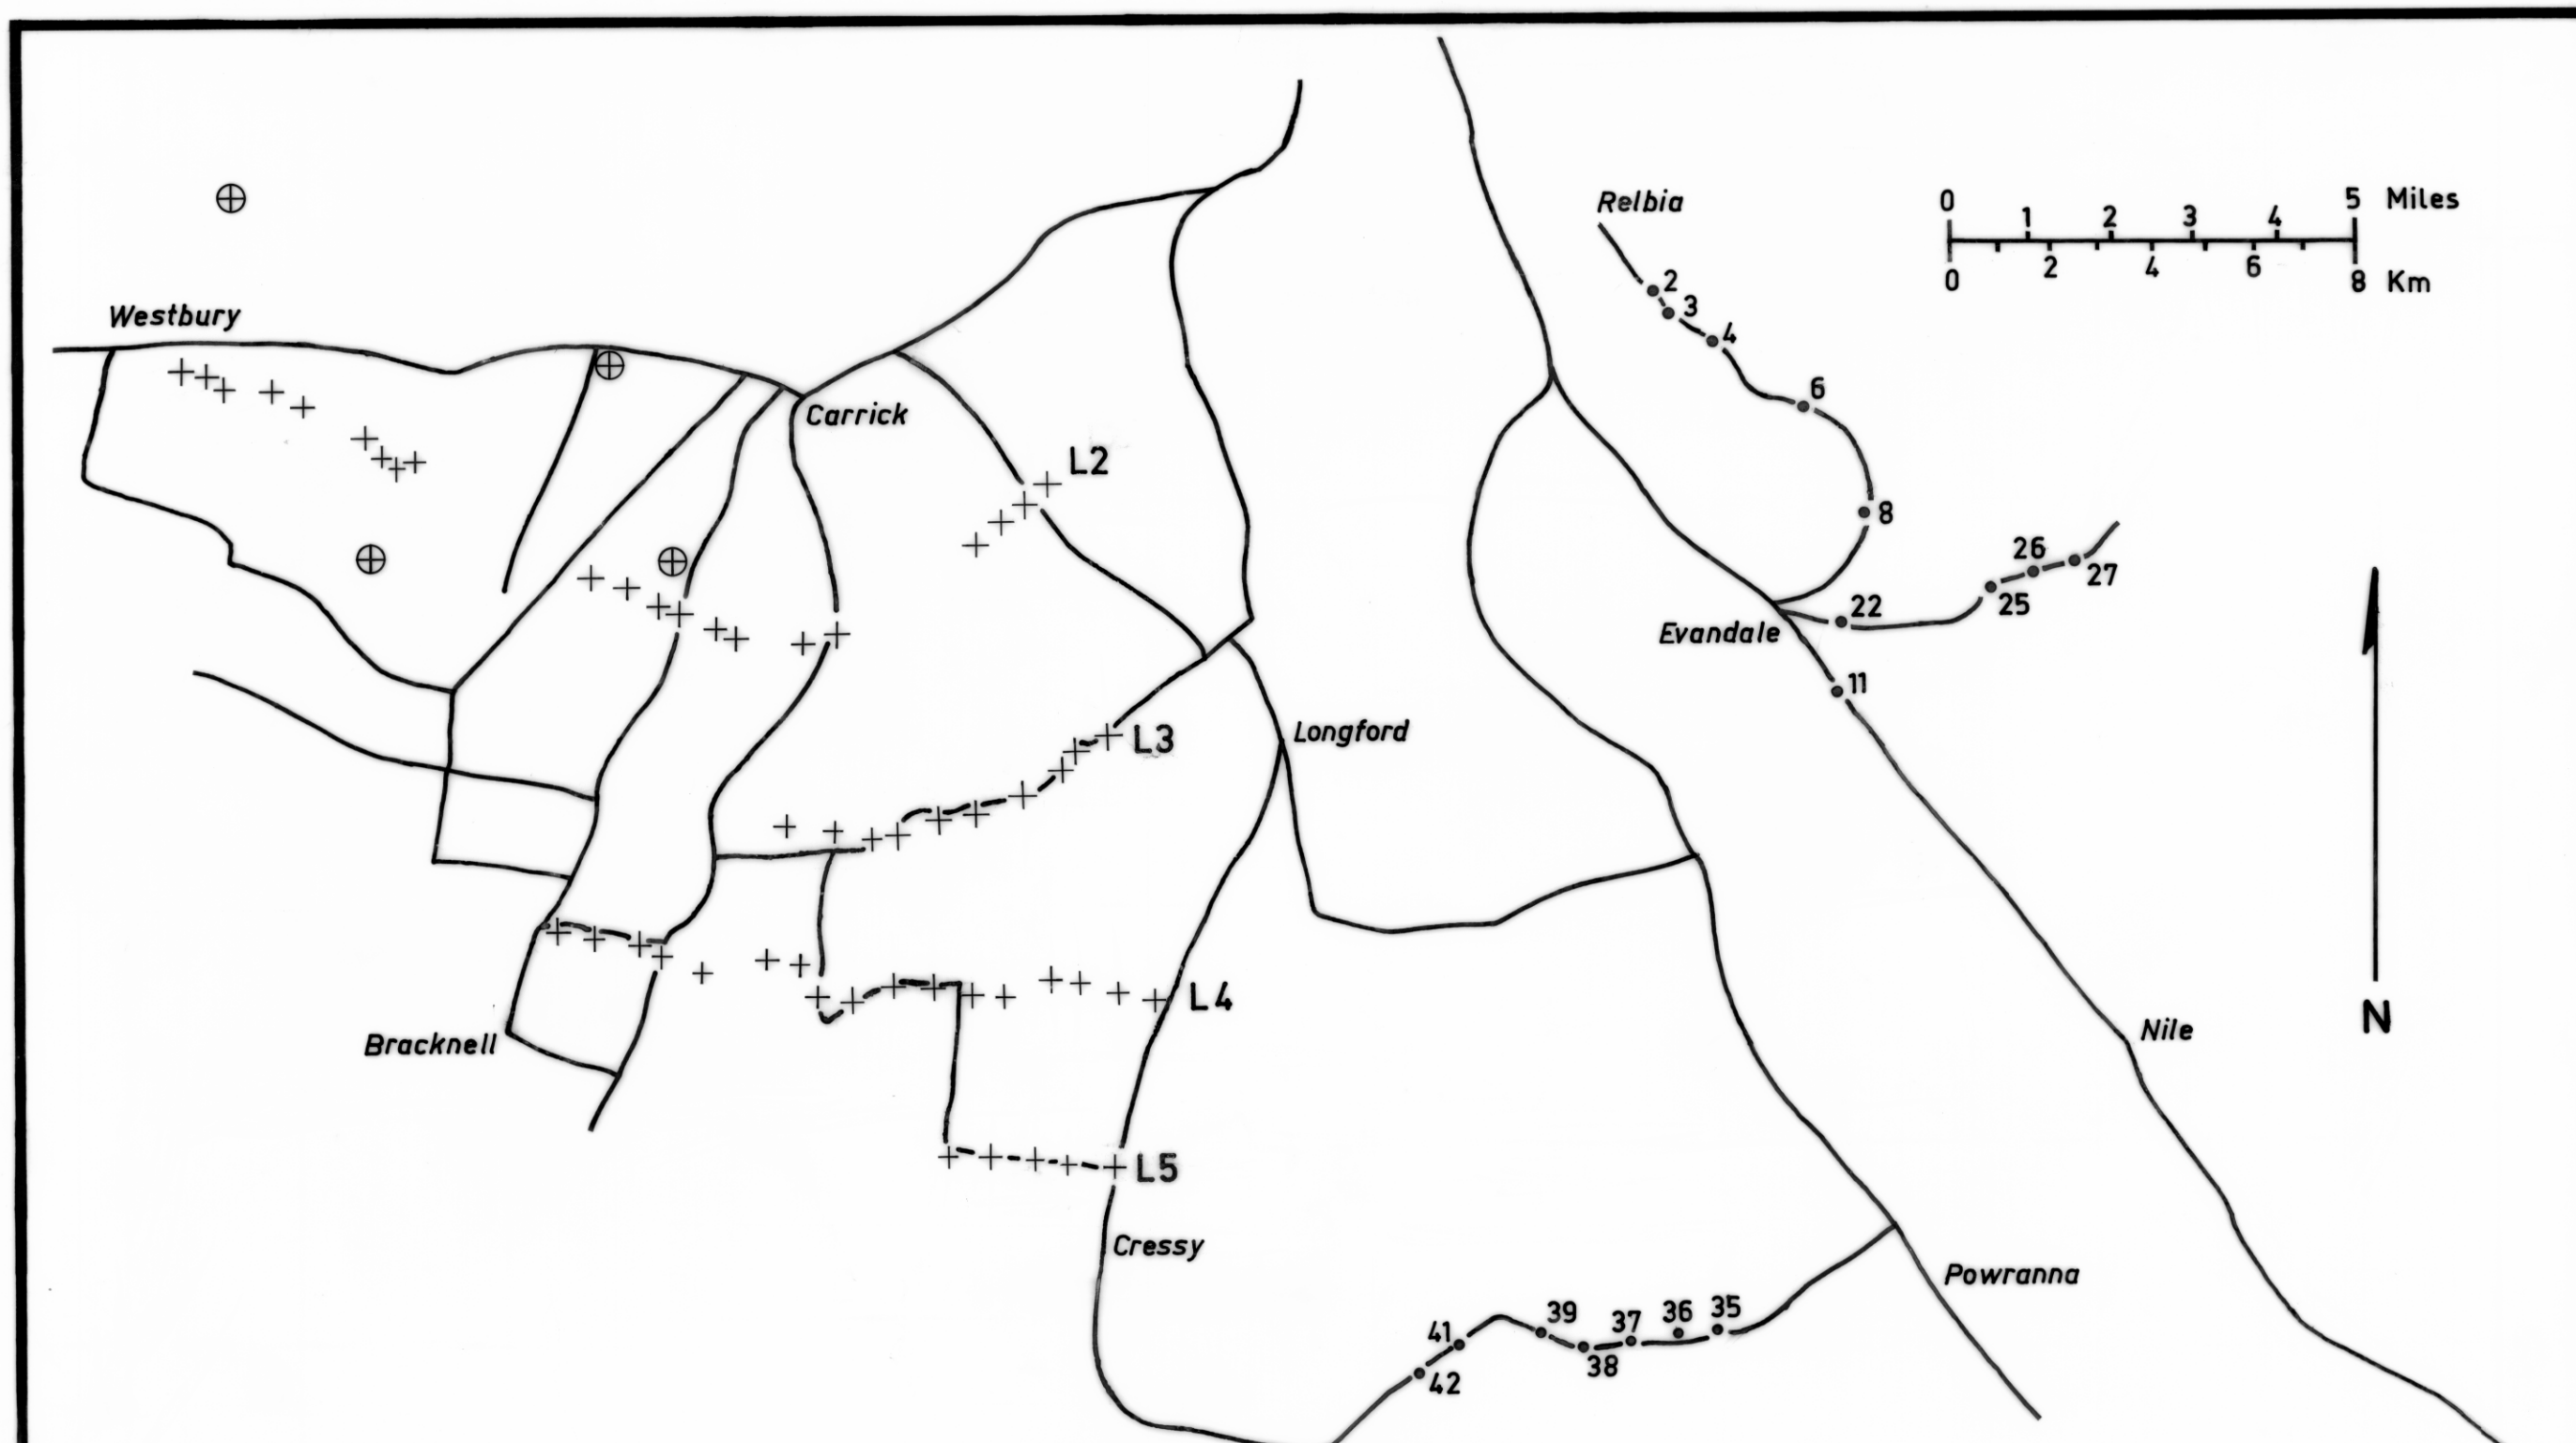 Relbia
0 5 Miles
1 2 3 4
2 4 6
0 8 Km
2
3
4
Westbury
6
Carrick
L2
8
26
27
25
22
Evandale
11
Longford
L3
L4
Bracknell
N
Nile
L5
Cressy
Powranna
39 37 36 35
41
38
42